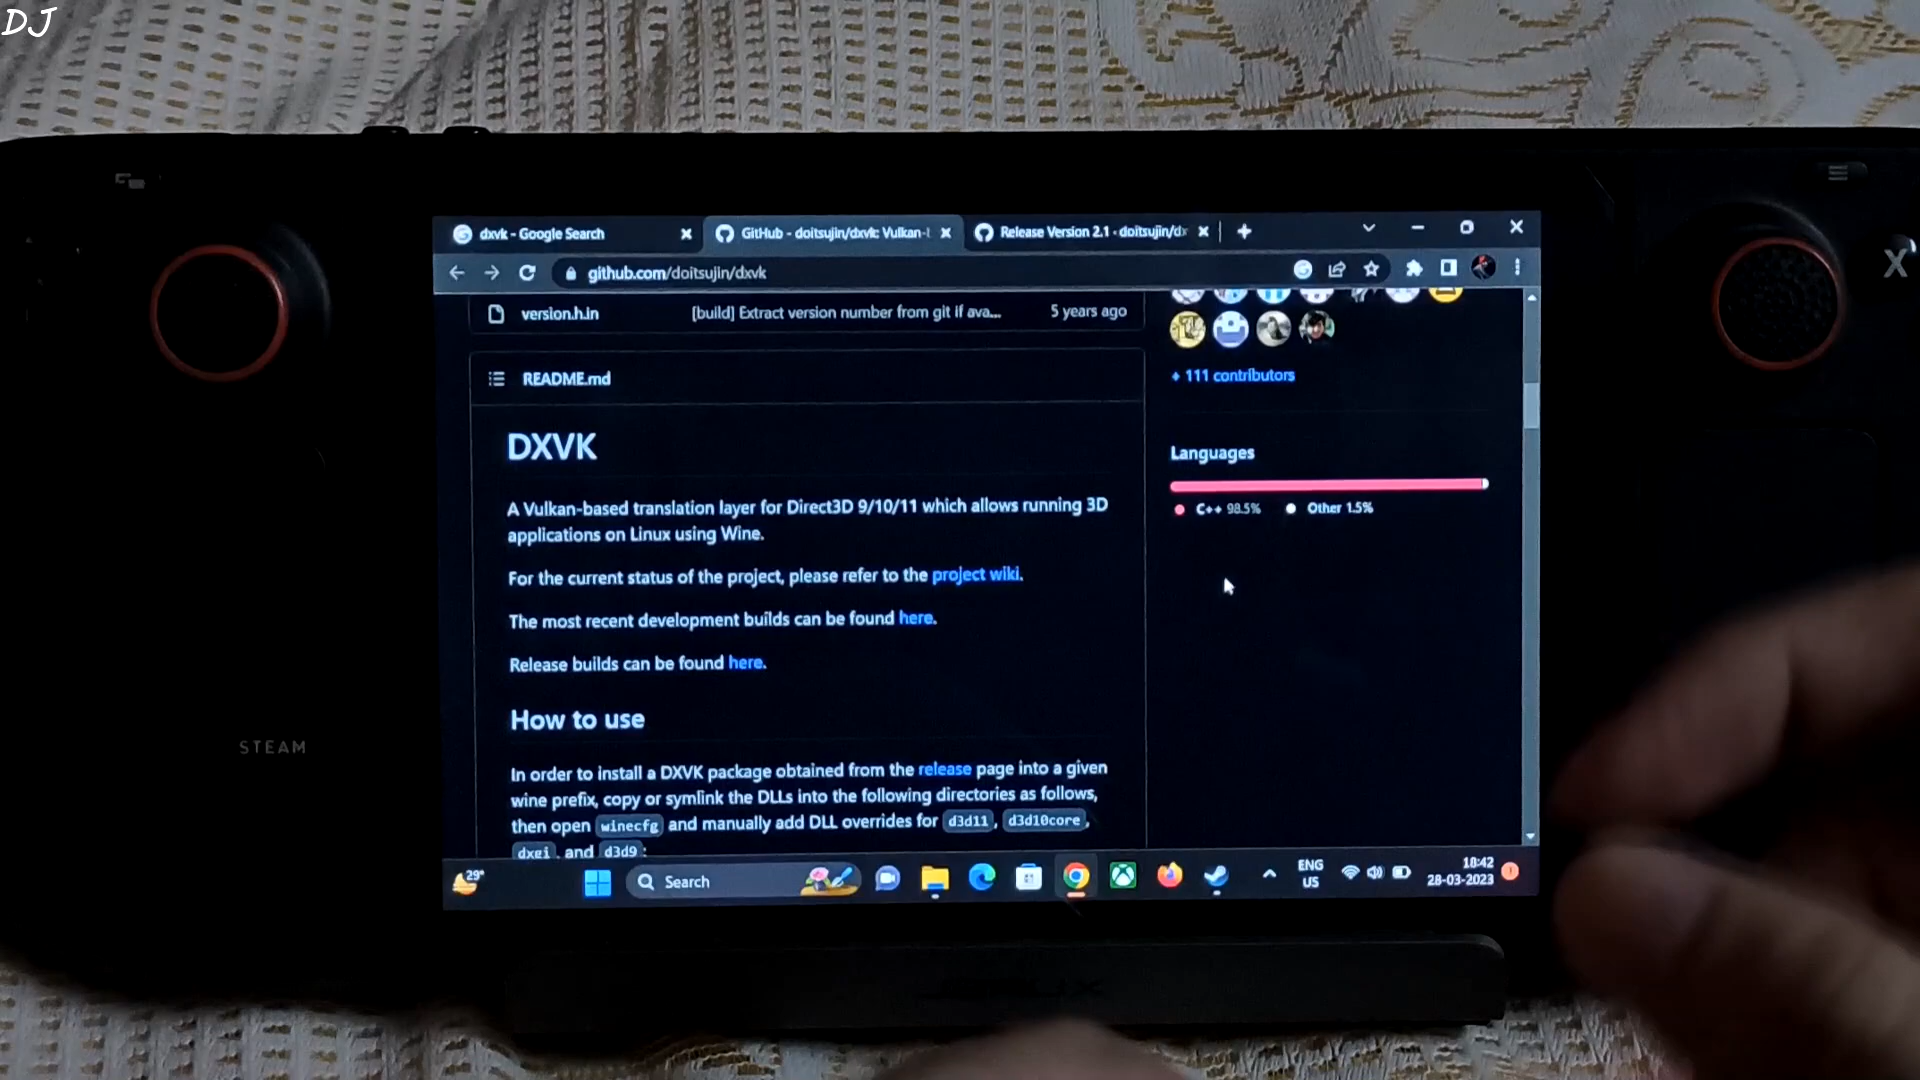 DJ
dxvk - Google Search
GitHub - doitsujin/dxvk: Vulkan-
Release Version 2.1 · doitsujin/dx
github.com/doitsujin/dxvk
version.h.in
[build] Extract version number from git if ava...
5 years ago
+ 111 contributors
README.md
DXVK
A Vulkan-based translation layer for Direct3D 9/10/11 which allows running 3D
applications on Linux using Wine.
For the current status of the project, please refer to the project wiki.
The most recent development builds can be found here.
Release builds can be found here.
How to use
In order to install a DXVK package obtained from the release page into a given
wine prefix, copy or symlink the DLLs into the following directories as follows,
then open winecfg and manually add DLL overrides for d3d11, d3d10core,
dxgi, and d3d9:
Languages
C++ 98.5%
Other 1.5%
X
STEAM
29°
Search
ENG
US
18:42
28-03-2023